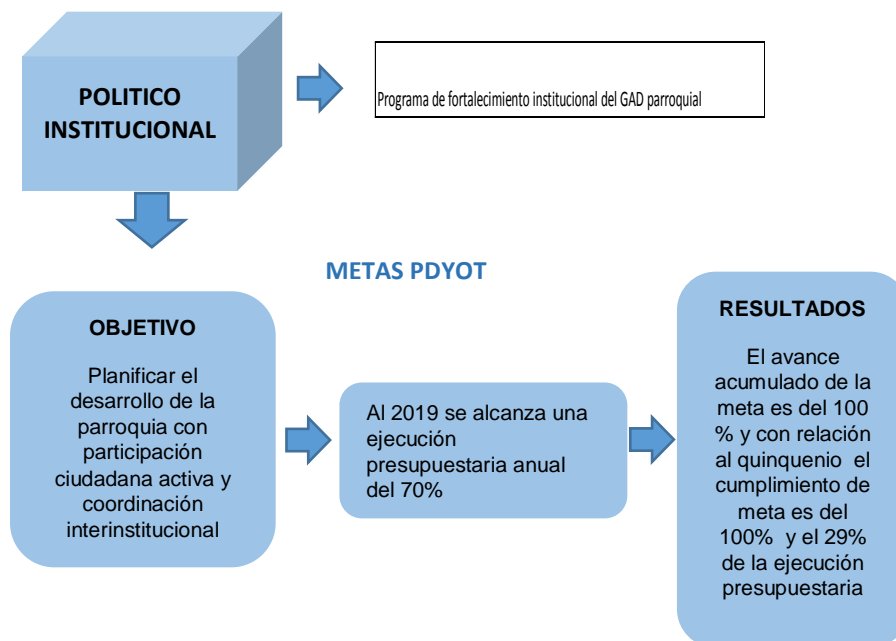 POLITICO
INSTITUCIONAL
Programa de fortalecimiento institucional del GAD parroquial
METAS PDYOT
OBJETIVO
Planificar el
desarrollo de la
parroquia con
participación
ciudadana activa y
coordinación
interinstitucional
Al 2019 se alcanza una
ejecución
presupuestaria anual
del 70%
RESULTADOS
El avance
acumulado de la
meta es del 100
% y con relación
al quinquenio el
cumplimiento de
meta es del
100% y el 29%
de la ejecución
presupuestaria